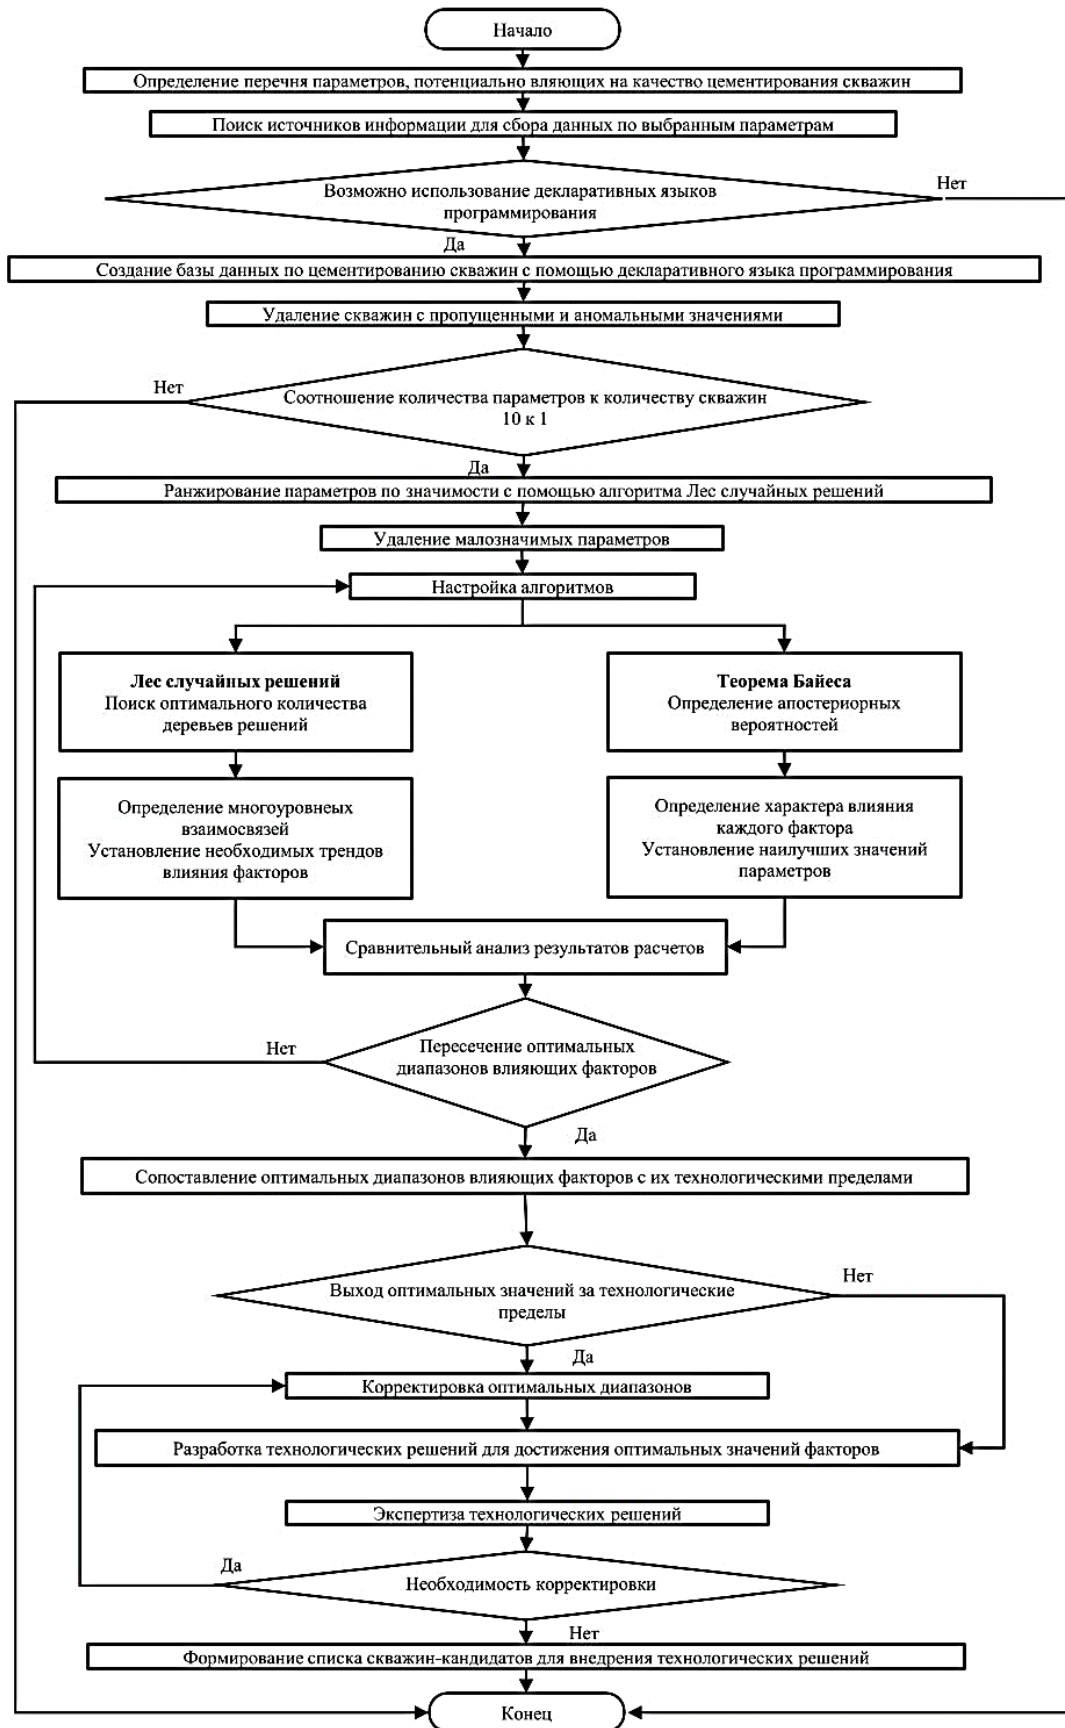 Начало
Определение перечня параметров, потенциально вляющих на качество цементирования скважин
Поиск источников информации для сбора данных по выбранным параметрам
Возможно использование декларативных языков
программирования
Нет
Да
Создание базы данных по цементированию скважин с помощью декларативного языка программирования
Удаление скважин с пропущенными и аномальными значениями
Нет
Соотношение количества параметров к количеству скважин
10 к 1
Да
Ранжирование параметров по значимости с помощью алгоритма Лес случайных решений
Удаление малозначимых параметров
Настройка алгоритмов
Лес случайных решений
Поиск оптимального количества
деревьев решений
Теорема Байеса
Определение апостериорных
вероятностей
Определение многоуровнеых
взаимосвязей
Установление необходимых трендов
влияния факторов
Определение характера влияния
каждого фактора
Установление наилучших значений
параметров
Сравнительный анализ результатов расчетов
Нет
Пересечение оптимальных
диапазонов влияющих факторов
Да
Сопоставление оптимальных диапазонов влияющих факторов с их технологическими пределами
Выход оптимальных значений за технологические
пределы
Нет
Да
Корректировка оптимальных диапазонов
Разработка технологических решений для достижения оптимальных значений факторов
Экспертиза технологических решений
Да
Необходимость корректировки
Нет
Формирование списка скважин-кандидатов для внедрения технологических решений
Конец